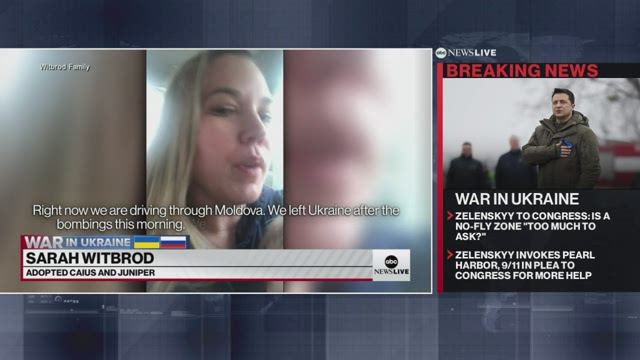 Witbrod Family
Right now we are driving through Moldova. We left Ukraine after the
bombings this morning.
WAR IN UKRAINE
SARAH WITBROD
ADOPTED CAIUS AND JUNIPER
abc NEWS LIVE
abc NEWS LIVE
BREAKING NEWS
WAR IN UKRAINE
ZELENSKYY TO CONGRESS: IS A
NO-FLY ZONE "TOO MUCH TO
ASK?"
ZELENSKYY INVOKES PEARL
HARBOR, 9/11 IN PLEA TO
CONGRESS FOR MORE HELP